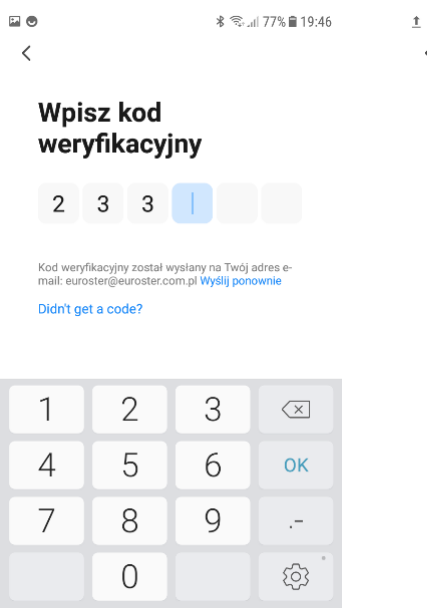 77% 19:46
Wpisz kod
weryfikacyjny
2 3 3
Kod weryfikacyjny został wysłany na Twój adres e-
mail: euroster@euroster.com.pl Wyślij ponownie
Didn't get a code?
1 2 3
4 5 6 OK
7 8 9 .-
0